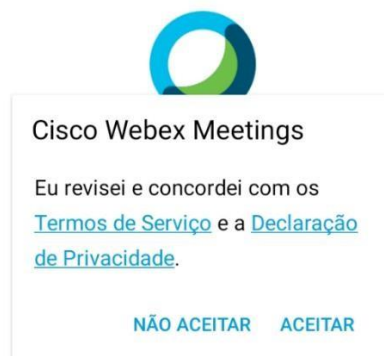 Cisco Webex Meetings
Eu revisei e concordei com os
Termos de Serviço e a Declaração
de Privacidade.
NÃO ACEITAR ACEITAR